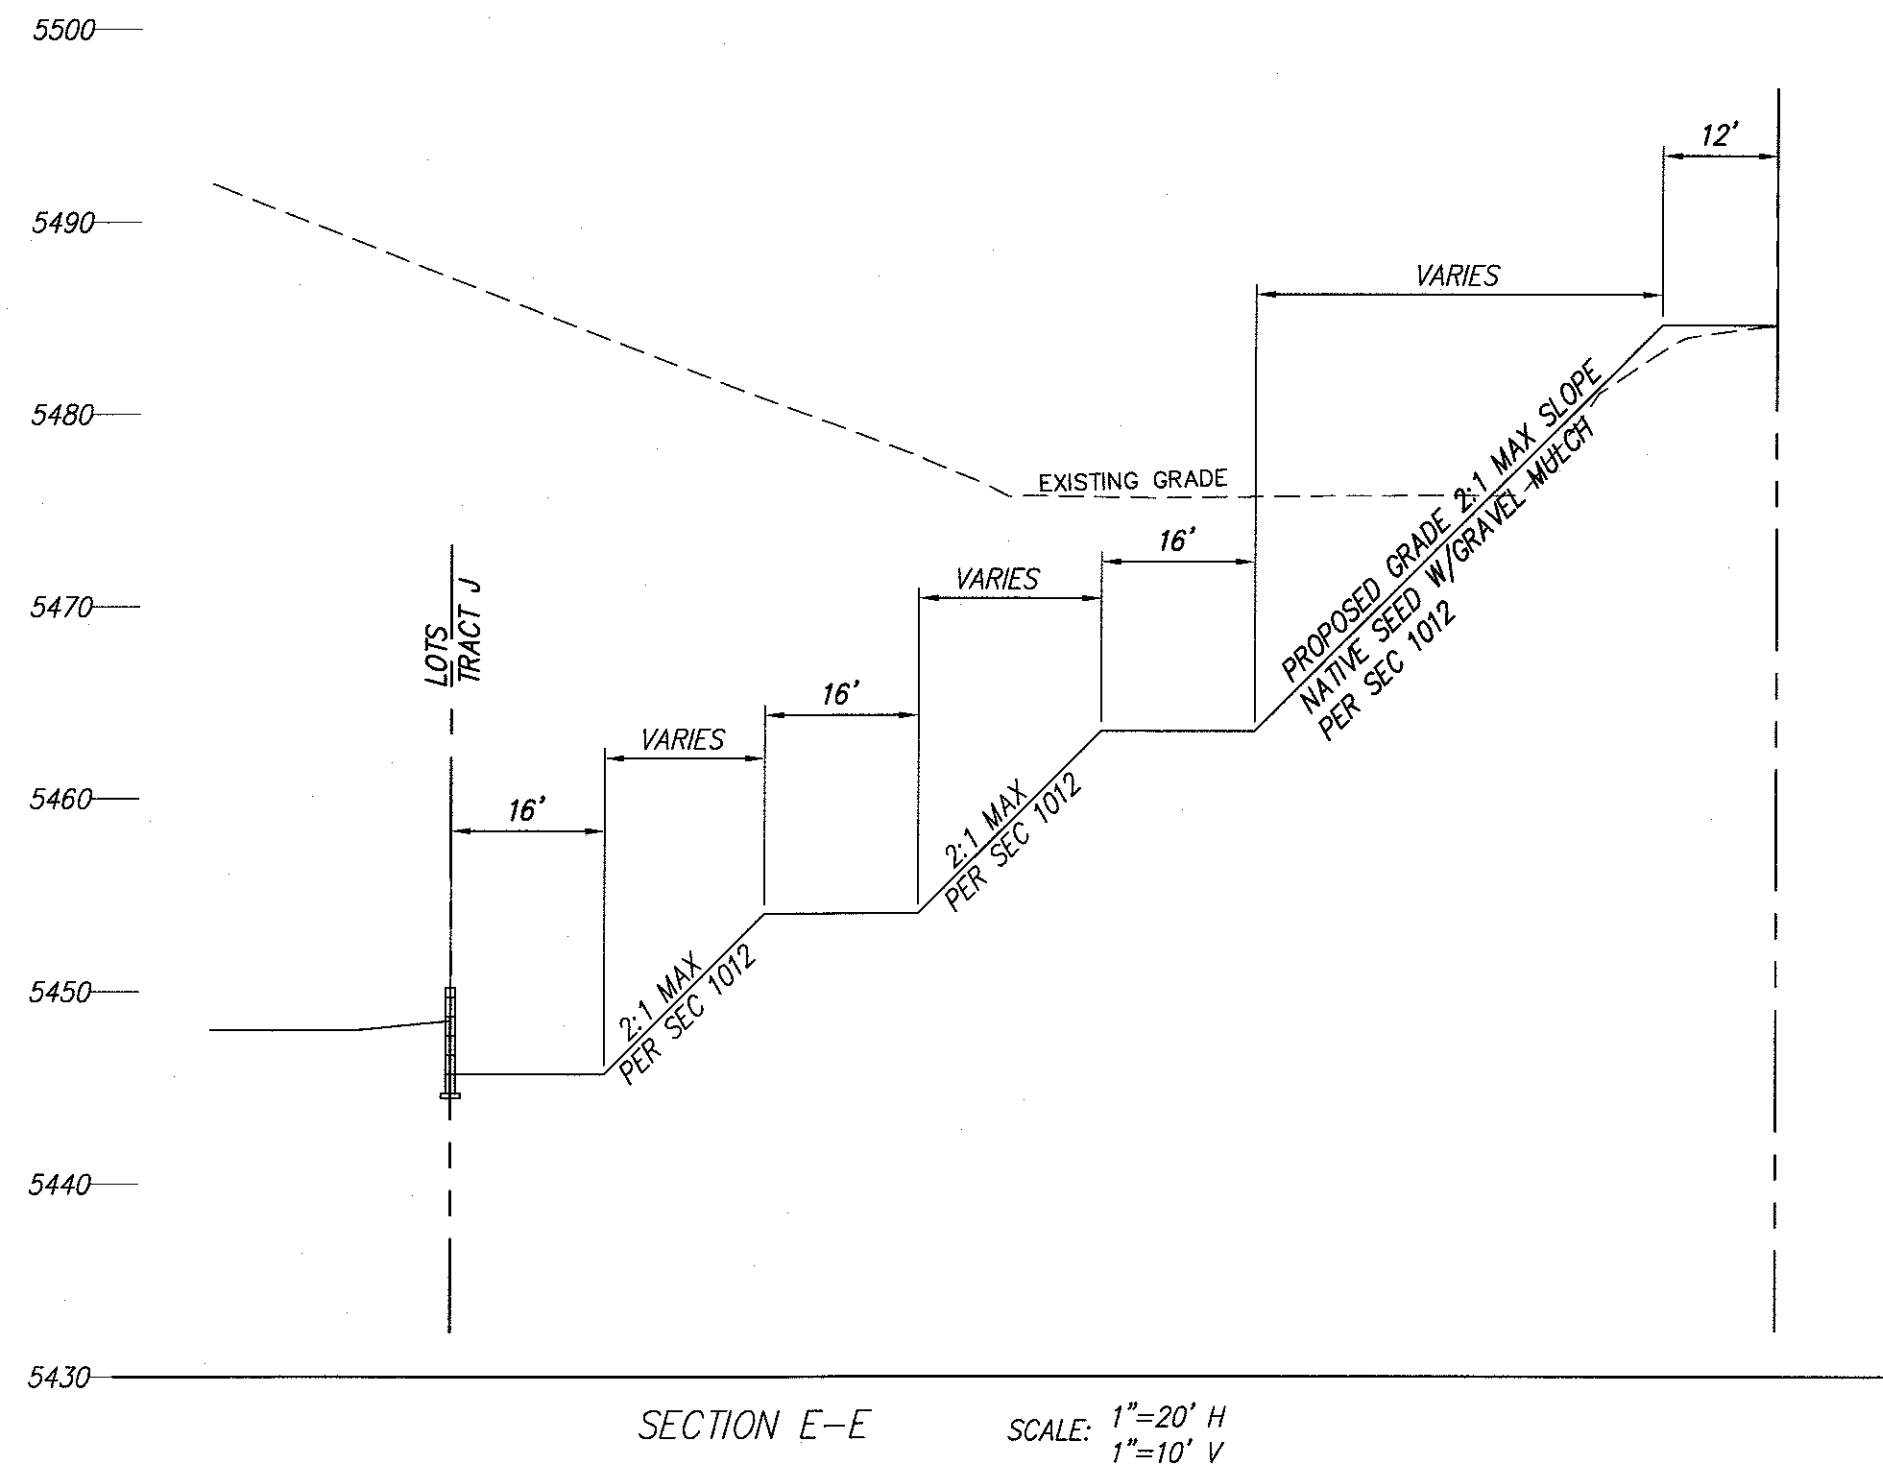 5500
12'
5490
VARIES
5480
EXISTING GRADE
16'
PROPOSED GRADE 2:1 MAX SLOPE
NATIVE SEED W/GRAVEL MULCH
PER SEC 1012
VARIES
5470
LOTS
TRACT J
16'
VARIES
5460
16'
2:1 MAX
PER SEC 1012
2:1 MAX
PER SEC 1012
5450
5440
5430
SECTION E-E
SCALE: 1"=20' H
1"=10' V